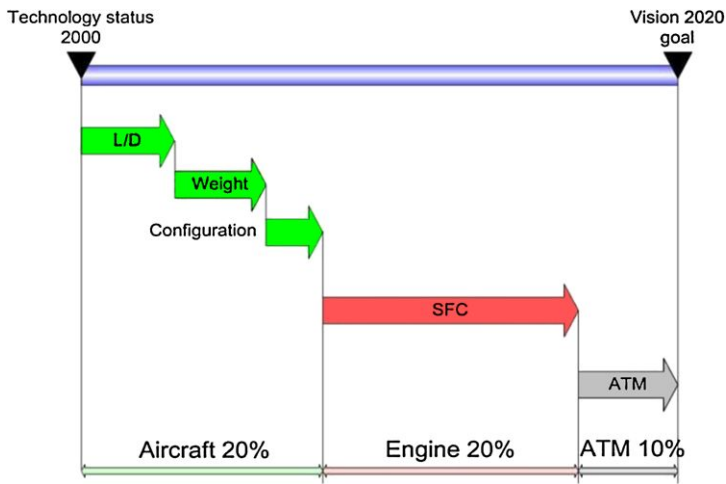 Technology status
2000
Vision 2020
goal
L/D
Weight
Configuration
SFC
ATM
Aircraft 20%
Engine 20%
ATM 10%